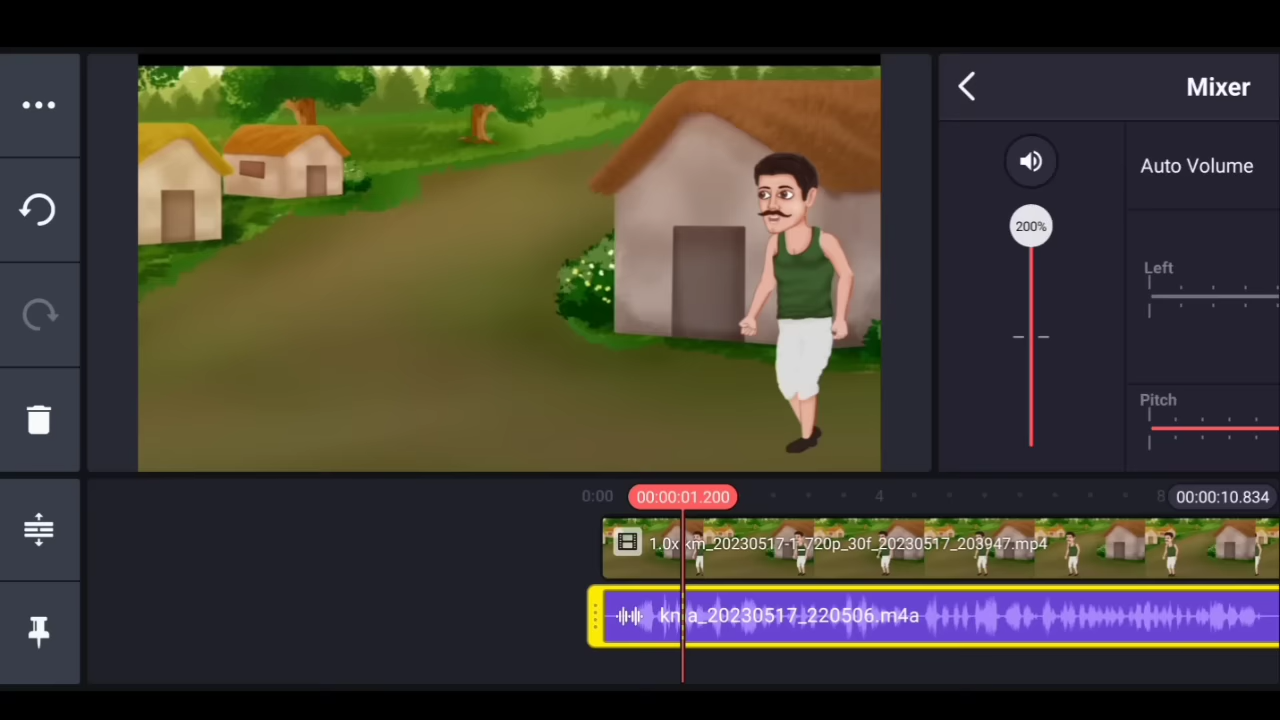 Mixer
Auto Volume
200%
Left
Pitch
0:00
00:00:01.200
4
8
00:00:10.834
1.0x km_20230517-1_720p_30f_20230517_203947.mp4
a_20230517_220506.m4a